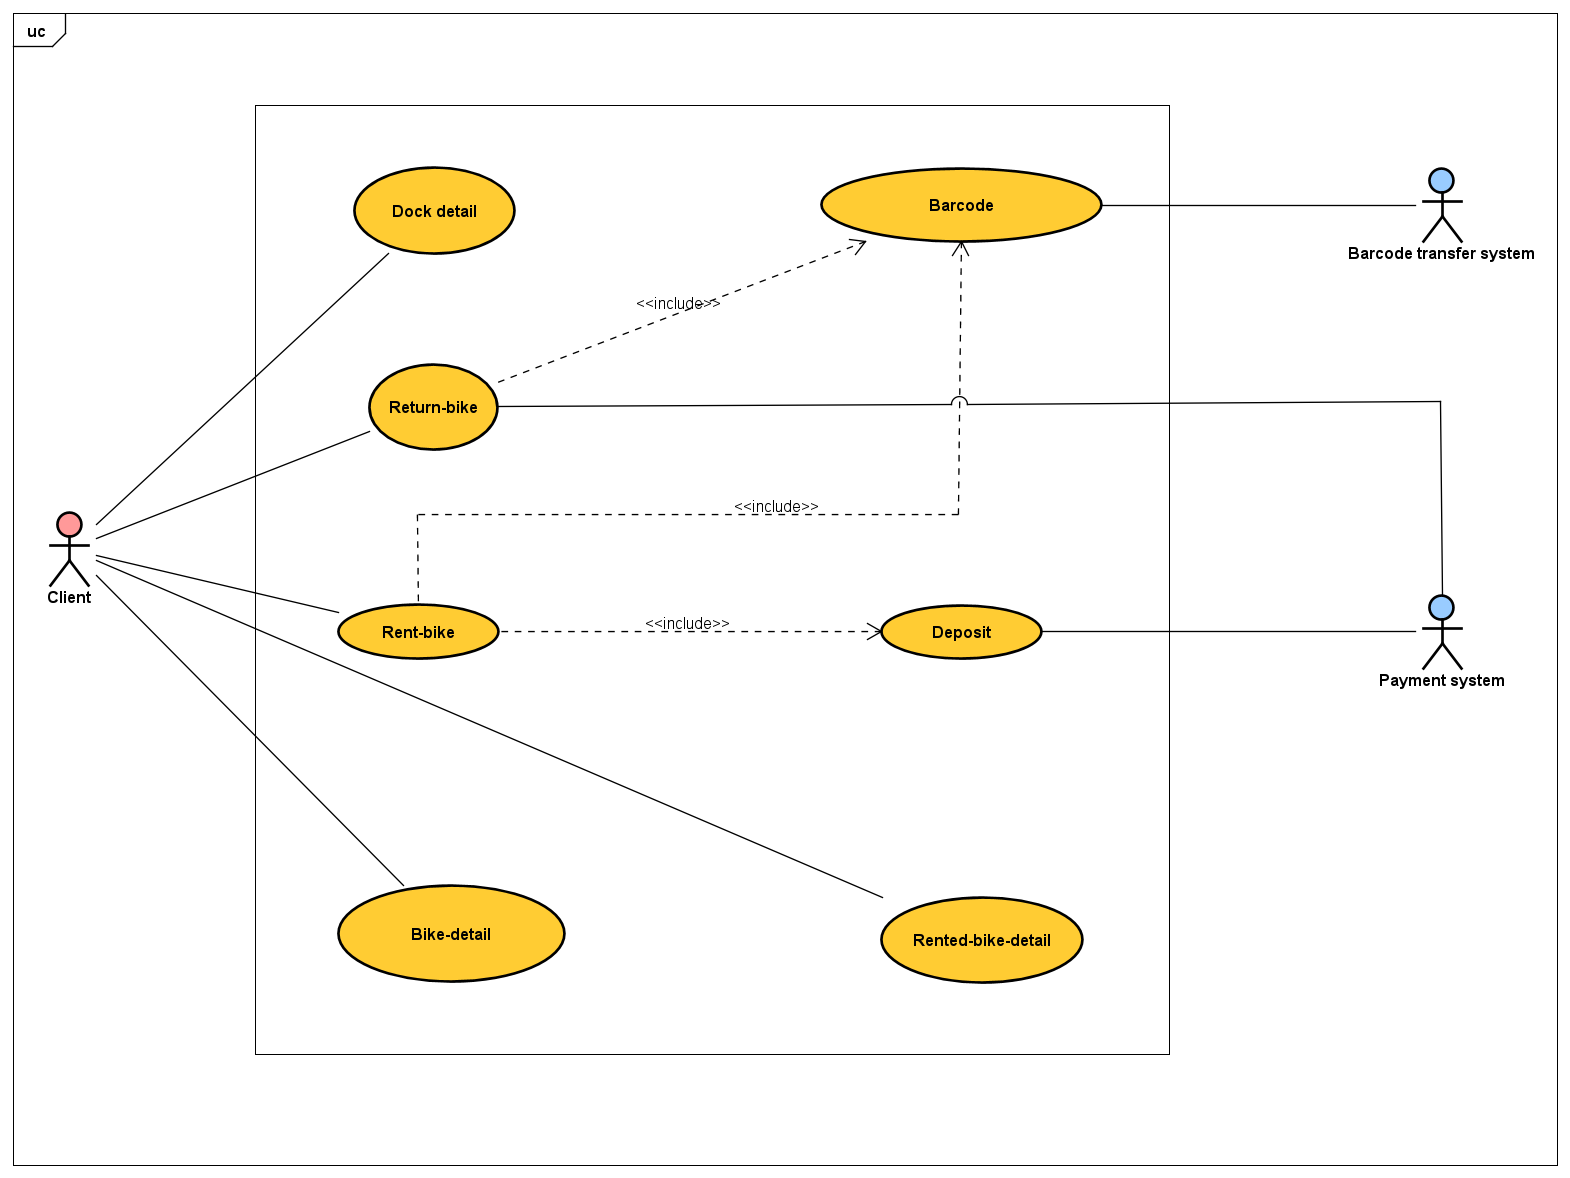 uc
Dock detail
Barcode
Barcode transfer system
<<include>>
Return-bike
<<include>>
Client
<<include>>
Rent-bike
Deposit
Payment system
Bike-detail
Rented-bike-detail